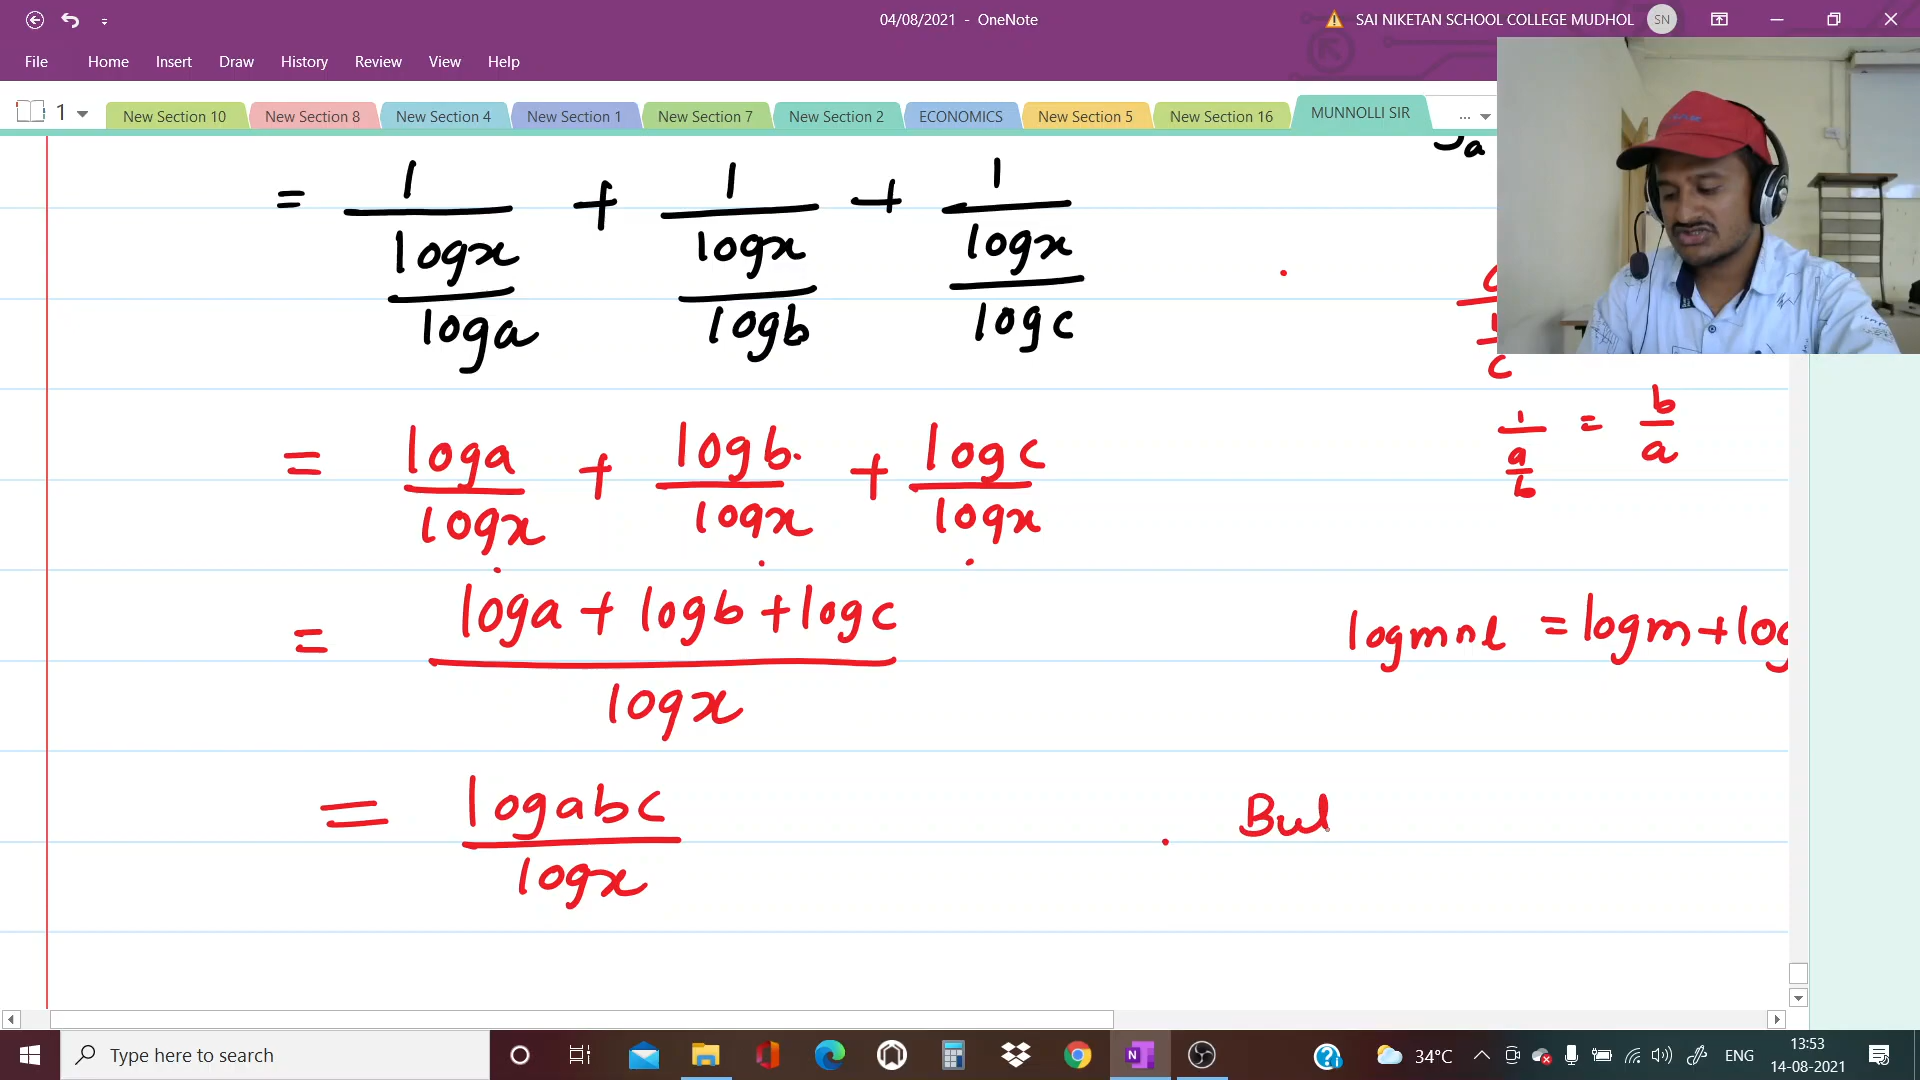 04/08/2021 - OneNote
SAI NIKETAN SCHOOL COLLEGE MUDHOL SN
File Home Insert Draw History Review View Help
1 New Section 10 New Section 8 New Section 4 New Section 1 New Section 7 New Section 2 ECONOMICS New Section 5 New Section 16 MUNNOLLI SIR ...
a
= 1/(logx/loga) + 1/(logx/logb) + 1/(logx/logc)
c
= loga/logx + logb/logx + logc/logx
1/(a/b) = b/a
= (loga + logb + logc)/logx
logmnl = logm + log
= logabc/logx
But
Type here to search
34°C ENG 13:53
14-08-2021